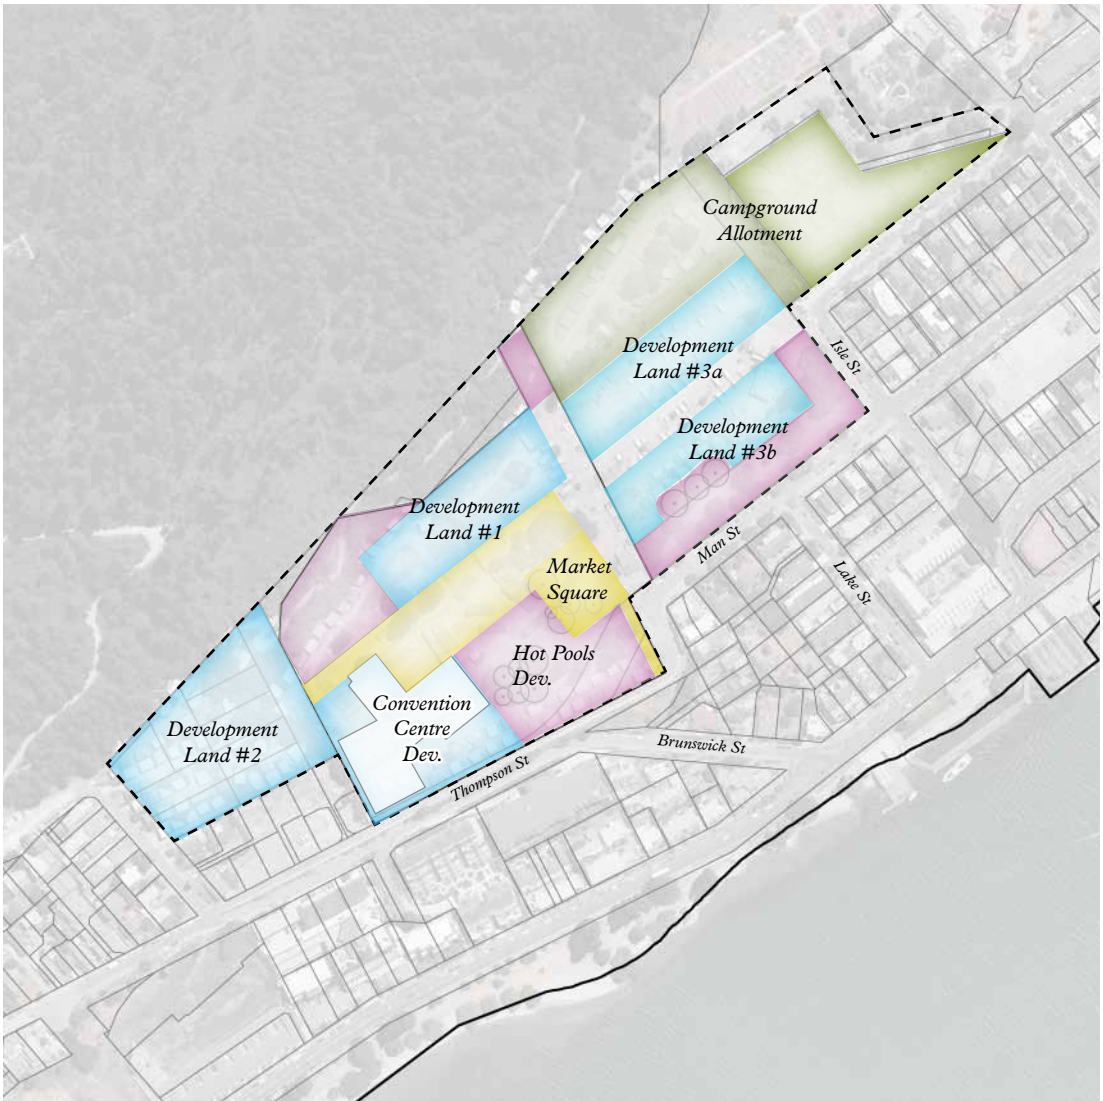 Campground
Allotment
Development
Land #3a
Isle St
Development
Land #3b
Development
Land #1
Man St
Market
Square
Lake St
Hot Pools
Dev.
Convention
Centre
Dev.
Development
Land #2
Brunswick St
Thompson St